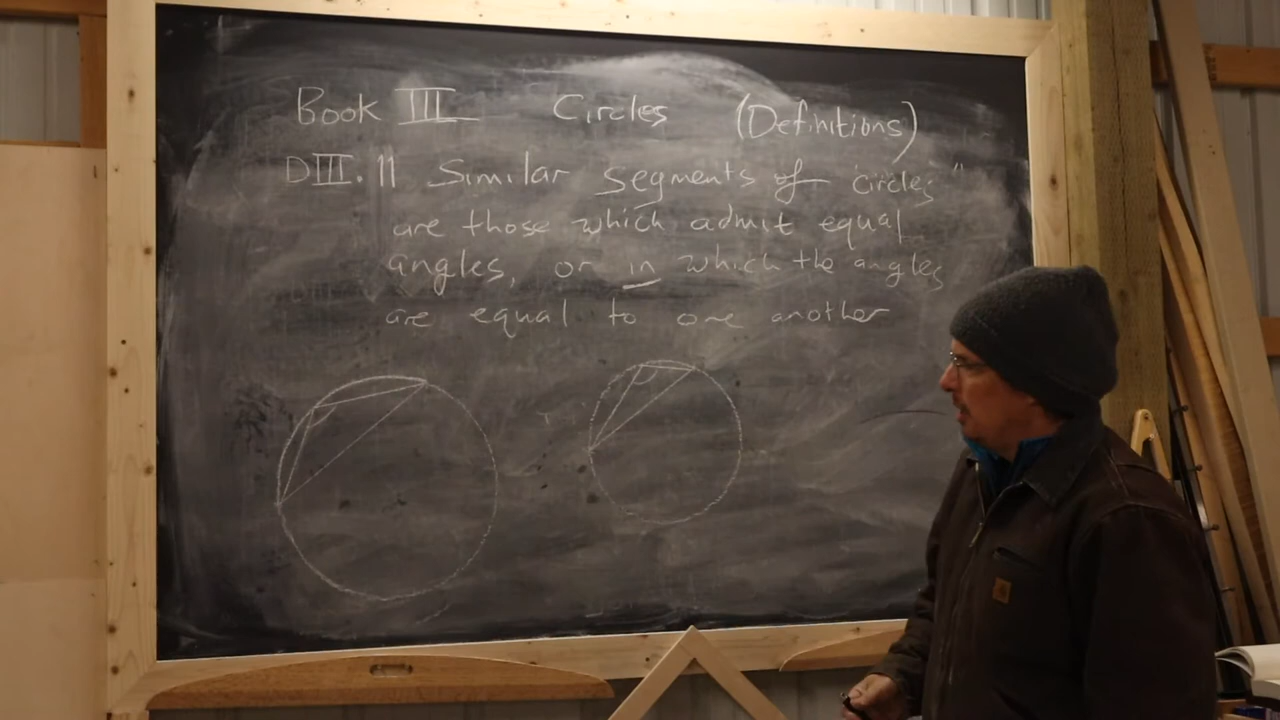 Book III Circles (Definitions)
DIII.11 Similar segments of circles"
are those which admit equal
angles, or in which the angles
are equal to one another